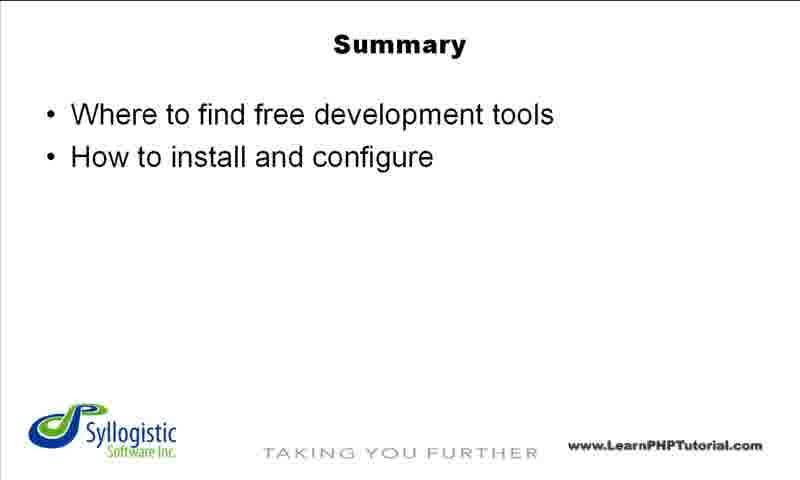 Summary
• Where to find free development tools
• How to install and configure
Syllogistic
Software Inc.
TAKING YOU FURTHER
www.LearnPHPTutorial.com